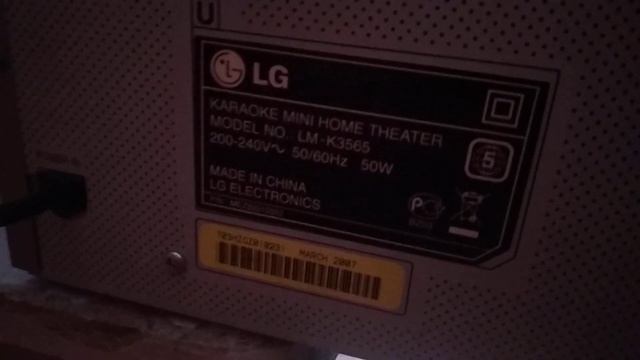 U
LG
KARAOKE MINI HOME THEATER
MODEL NO. LM-K3565
200-240V~ 50/60Hz 50W
5
MADE IN CHINA
LG ELECTRONICS
MARCH 2007